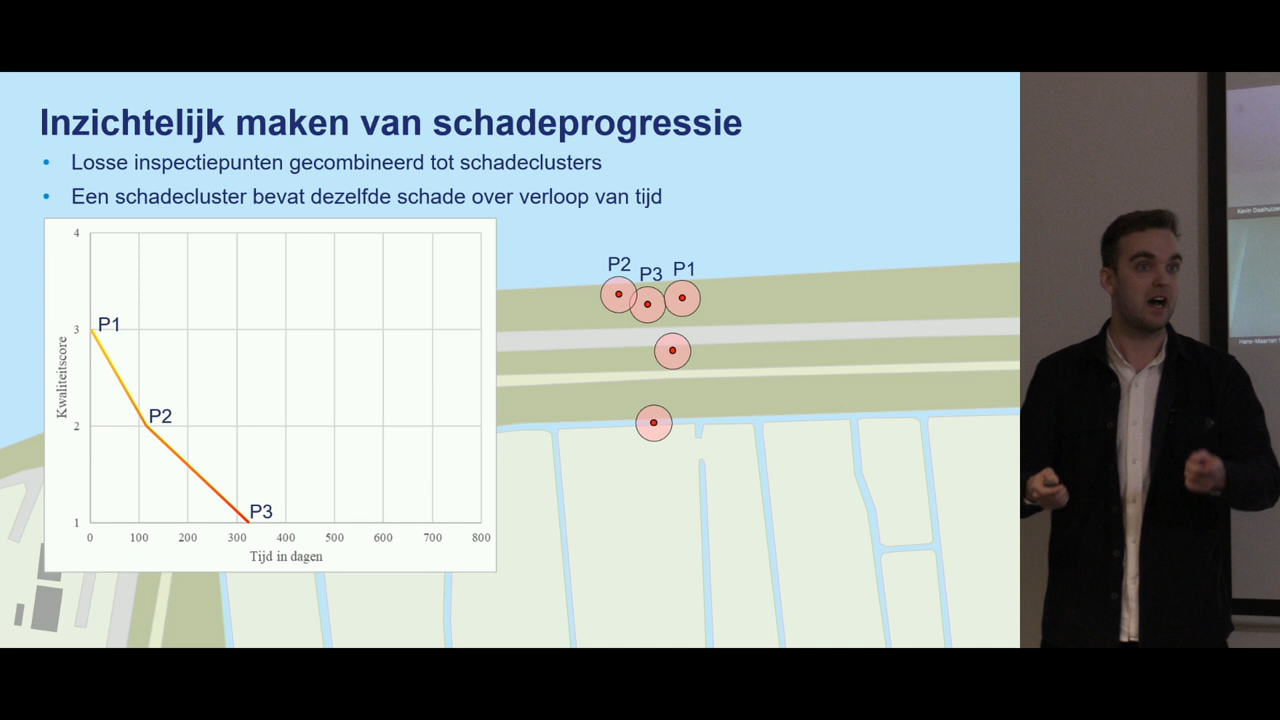 Inzichtelijk maken van schadeprogressie
• Losse inspectiepunten gecombineerd tot schadeclusters
• Een schadecluster bevat dezelfde schade over verloop van tijd
4
3
2
1
Kwaliteitscore
P1
P2
P3
0 100 200 300 400 500 600 700 800
Tijd in dagen
P2 P3 P1
Hans-Maarten